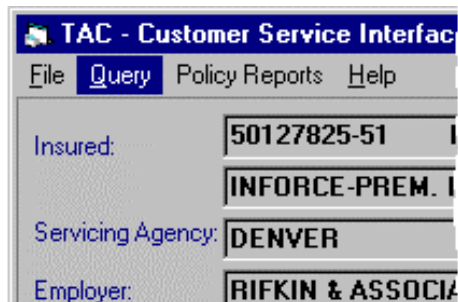 TAC - Customer Service Interfac
File Query Policy Reports Help
Insured: 50127825-51
INFORCE-PREM.
Servicing Agency: DENVER
Employer: RIFKIN & ASSOCIA